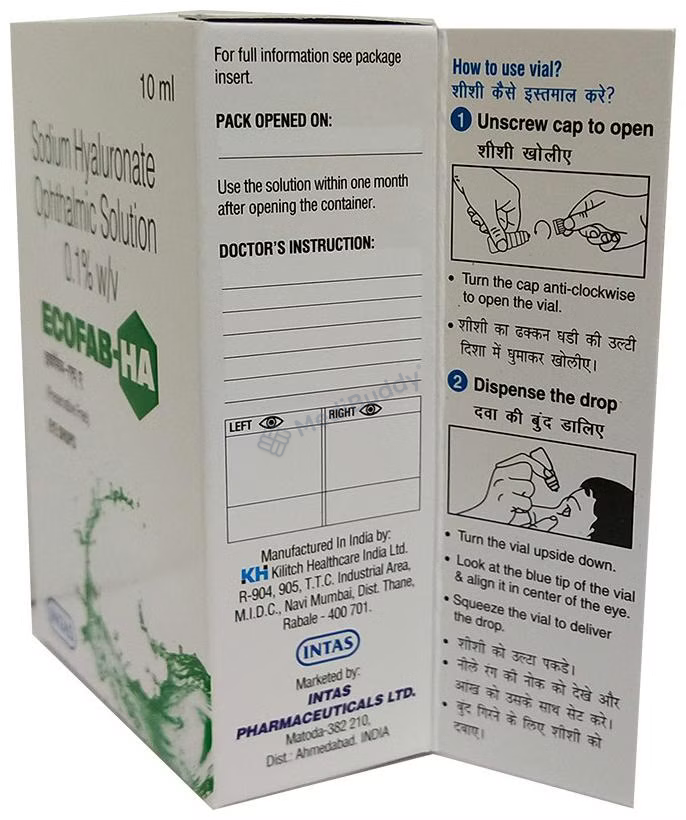 10 ml
Sodium Hyaluronate
Ophthalmic Solution
0.1% w/v
ECOFAB-HA
(Preservative Free)
EYE DROPS
INTAS
For full information see package
insert.
PACK OPENED ON:
Use the solution within one month
after opening the container.
DOCTOR'S INSTRUCTION:
LEFT
RIGHT
MediBuddy
Manufactured In India by:
KH Kilitch Healthcare India Ltd.
R-904, 905, T.T.C. Industrial Area,
M.I.D.C., Navi Mumbai, Dist. Thane,
Rabale - 400 701.
INTAS
Marketed by:
INTAS
PHARMACEUTICALS LTD.
Matoda-382 210,
Dist.: Ahmedabad. INDIA
How to use vial?
शीशी कैसे इस्तमाल करे?
1 Unscrew cap to open
शीशी खोलीए
• Turn the cap anti-clockwise
to open the vial.
• शीशी का ढक्कन घडी की उल्टी
दिशा में घुमाकर खोलीए।
2 Dispense the drop
दवा की बुंद डालिए
• Turn the vial upside down.
• Look at the blue tip of the vial
& align it in center of the eye.
• Squeeze the vial to deliver
the drop.
• शीशी को उल्टा पकडे।
• नीले रंग की नोक को देखे और
आंख को उसके साथ सेट करे।
• बुंद गिरने के लिए शीशी को
दबाए।